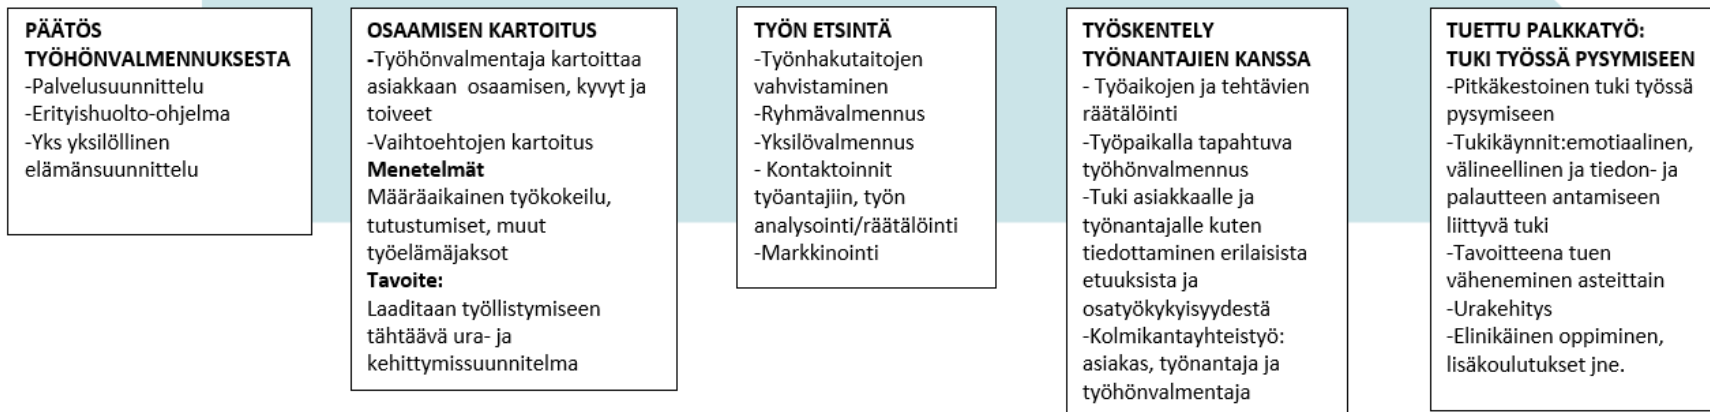 PÄÄTÖS
TYÖHÖNVALMENNUKSESTA
-Palvelusuunnittelu
-Erityishuolto-ohjelma
-Yks yksilöllinen
elämänsuunnittelu
OSAAMISEN KARTOITUS
-Työhönvalmentaja kartoittaa
asiakkaan osaamisen, kyvyt ja
toiveet
-Vaihtoehtojen kartoitus
Menetelmät
Määräaikainen työkokeilu,
tutustumiset, muut
työelämäjaksot
Tavoite:
Laaditaan työllistymiseen
tähtäävä ura- ja
kehittymissuunnitelma
TYÖN ETSINTÄ
-Työnhakutaitojen
vahvistaminen
-Ryhmävalmennus
-Yksilövalmennus
- Kontaktoinnit
työantajiin, työn
analysointi/räätälöinti
-Markkinointi
TYÖSKENTELY
TYÖNANTAJIEN KANSSA
- Työaikojen ja tehtävien
räätälöinti
-Työpaikalla tapahtuva
työhönvalmennus
-Tuki asiakkaalle ja
työnantajalle kuten
tiedottaminen erilaisista
etuuksista ja
osatyökykyisyydestä
-Kolmikantayhteistyö:
asiakas, työnantaja ja
työhönvalmentaja
TUETTU PALKKATYÖ:
TUKI TYÖSSÄ PYSYMISEEN
-Pitkäkestoinen tuki työssä
pysymiseen
-Tukikäynnit:emotiaalinen,
välineellinen ja tiedon- ja
palautteen antamiseen
liittyvä tuki
-Tavoitteena tuen
väheneminen asteittain
-Urakehitys
-Elinikäinen oppiminen,
lisäkoulutukset jne.